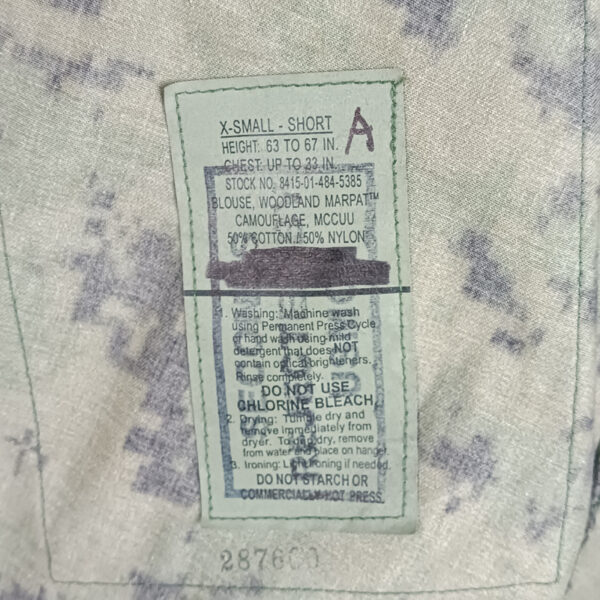 X-SMALL - SHORT A
HEIGHT: 63 TO 67 IN.
CHEST: UP TO 33 IN.
STOCK NO. 8415-01-484-5385
BLOUSE, WOODLAND MARPAT™
CAMOUFLAGE, MCCUU
50% COTTON / 50% NYLON
1. Washing: Machine wash
using Permanent Press Cycle
or hand wash using mild
detergent that does NOT
contain optical brighteners.
Rinse completely.
DO NOT USE
CHLORINE BLEACH
2. Drying: Tumble dry and
remove immediately from
dryer. To drip dry, remove
from water and place on hanger.
3. Ironing: Light ironing if needed.
DO NOT STARCH OR
COMMERCIALLY HOT PRESS.